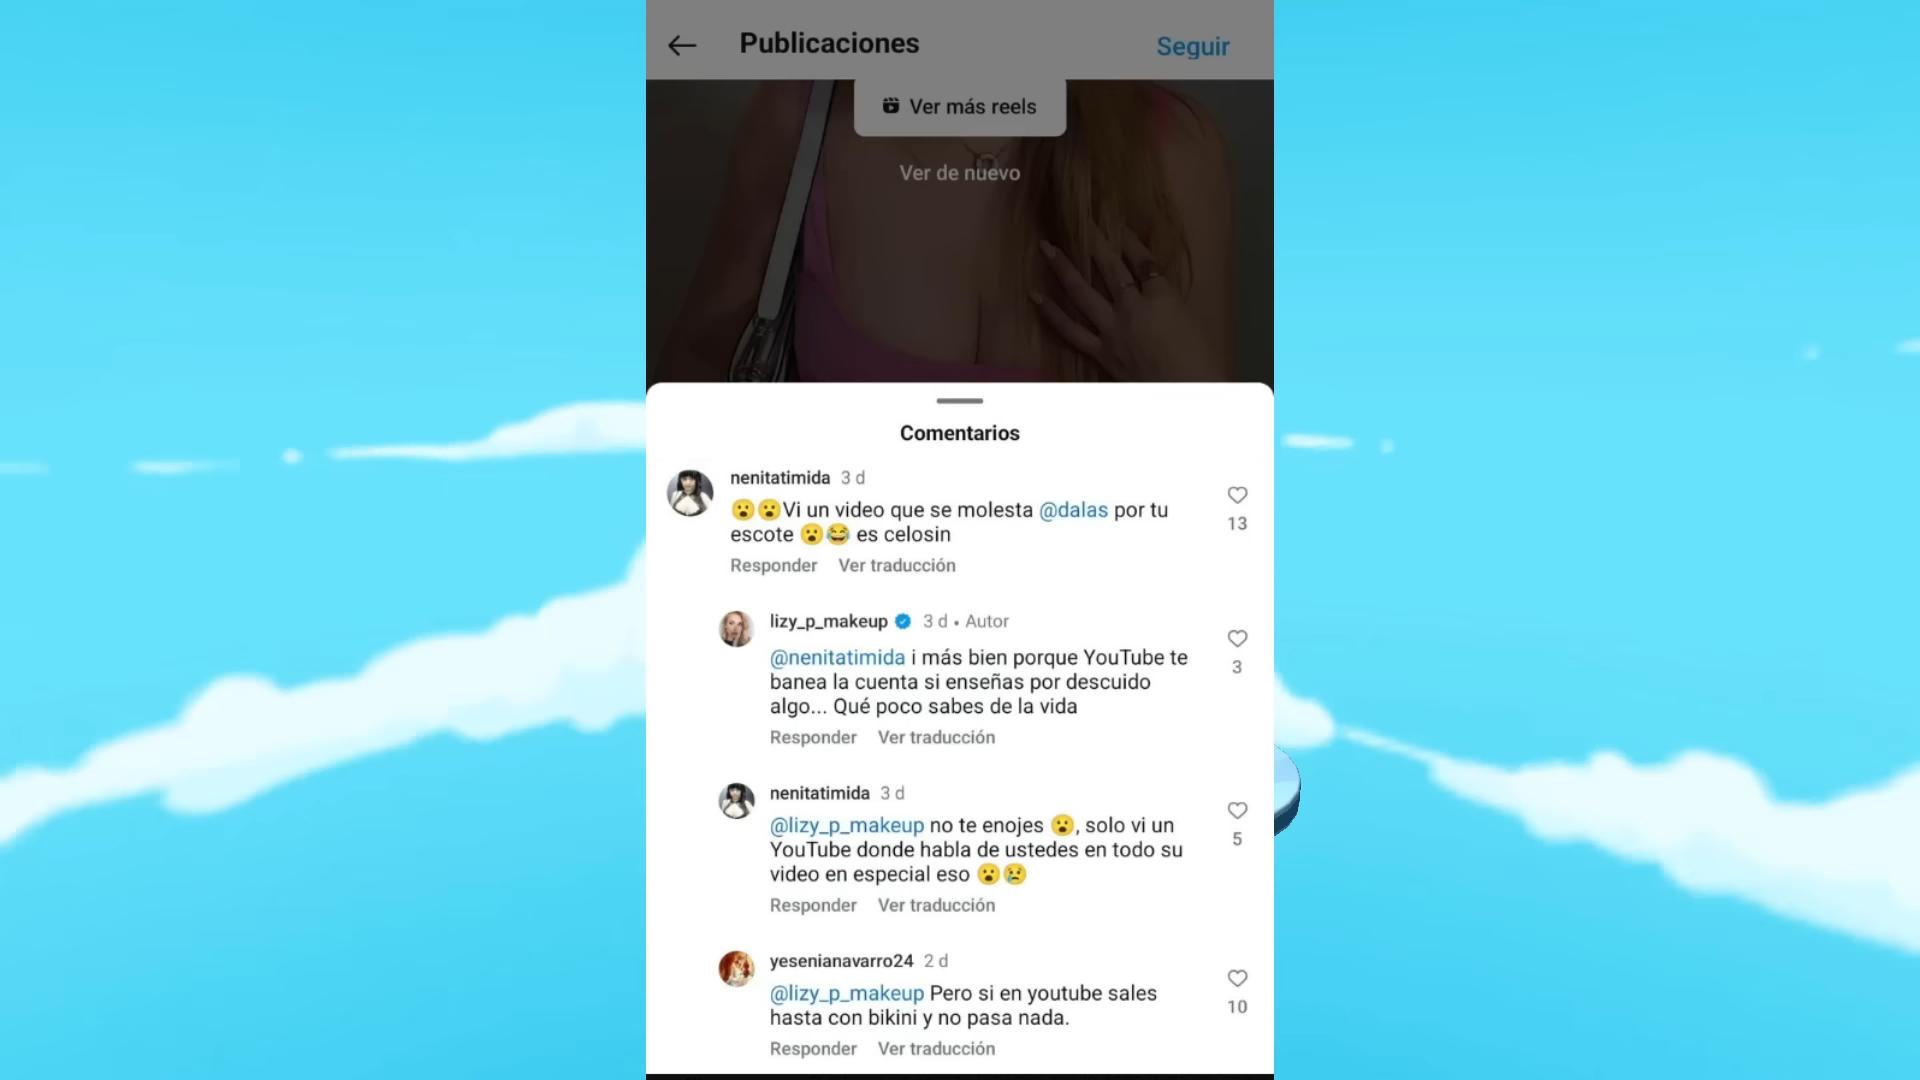 Publicaciones
Seguir
Ver más reels
Ver de nuevo
Comentarios
nenitatimida 3 d
😮😮Vi un video que se molesta @dalas por tu
escote 😮😂 es celosin
13
Responder Ver traducción
lizy_p_makeup 3 d • Autor
@nenitatimida i más bien porque YouTube te
banea la cuenta si enseñas por descuido
algo... Qué poco sabes de la vida
3
Responder Ver traducción
nenitatimida 3 d
@lizy_p_makeup no te enojes 😮, solo vi un
YouTube donde habla de ustedes en todo su
video en especial eso 😮😢
5
Responder Ver traducción
yesenianavarro24 2 d
@lizy_p_makeup Pero si en youtube sales
hasta con bikini y no pasa nada.
10
Responder Ver traducción